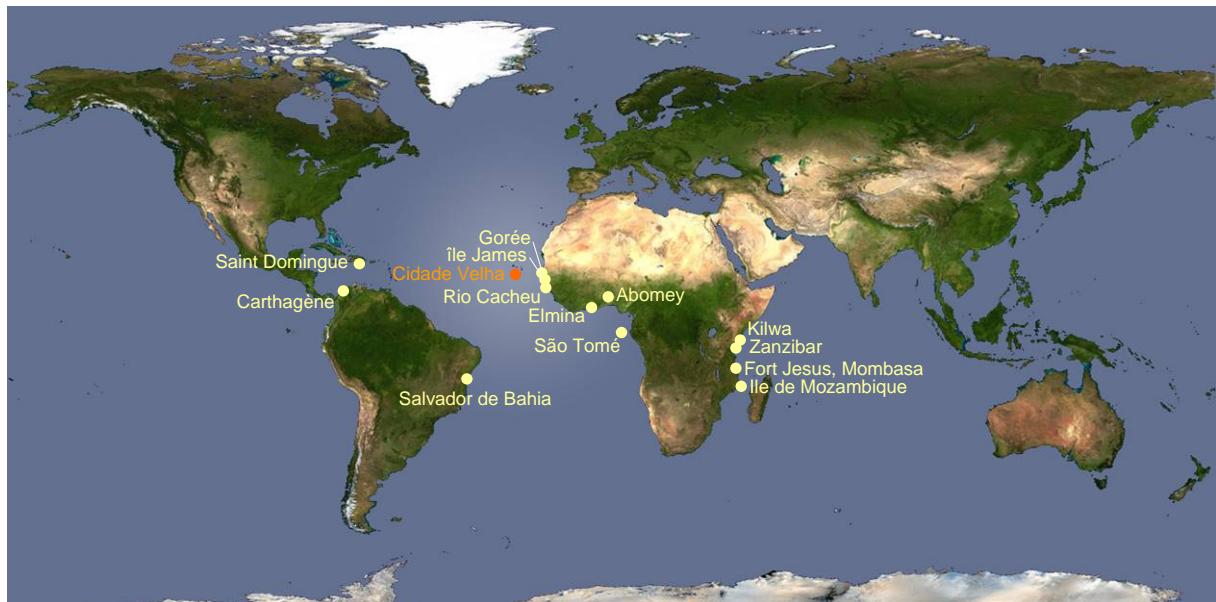 Gorée
île James
Saint Domingue
Cidade Velha
Carthagène
Rio Cacheu
Abomey
Elmina
São Tomé
Kilwa
Zanzibar
Fort Jesus, Mombasa
Ile de Mozambique
Salvador de Bahia